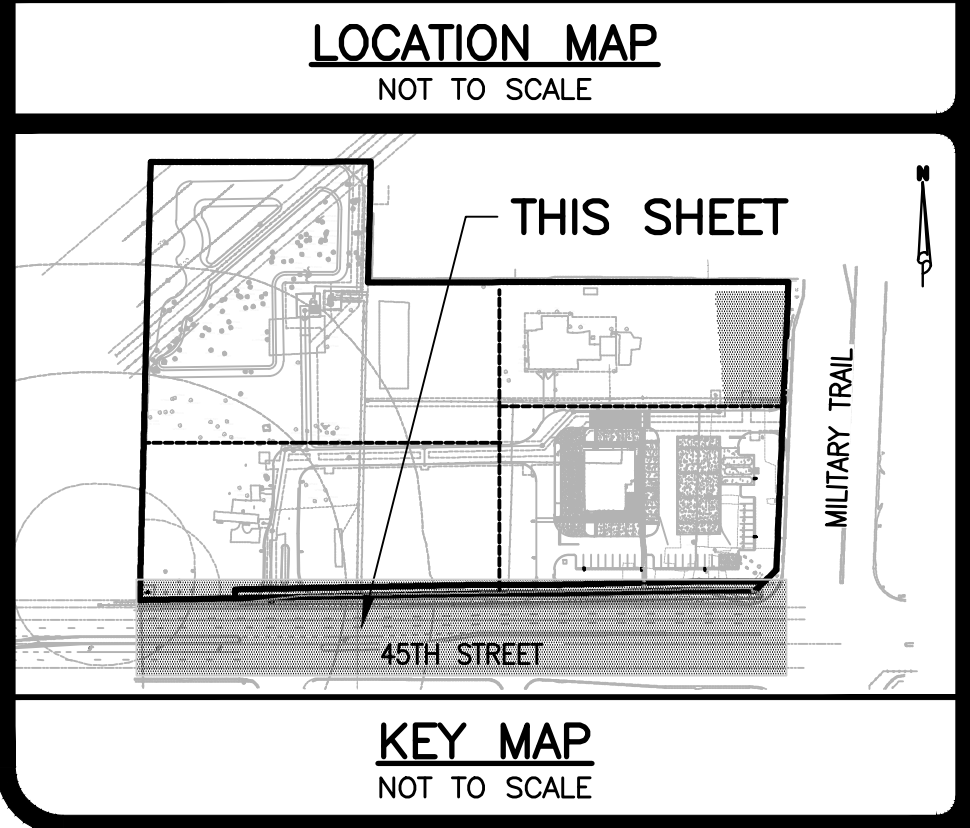 LOCATION MAP
NOT TO SCALE
N
THIS SHEET
MILITARY TRAIL
45TH STREET
KEY MAP
NOT TO SCALE